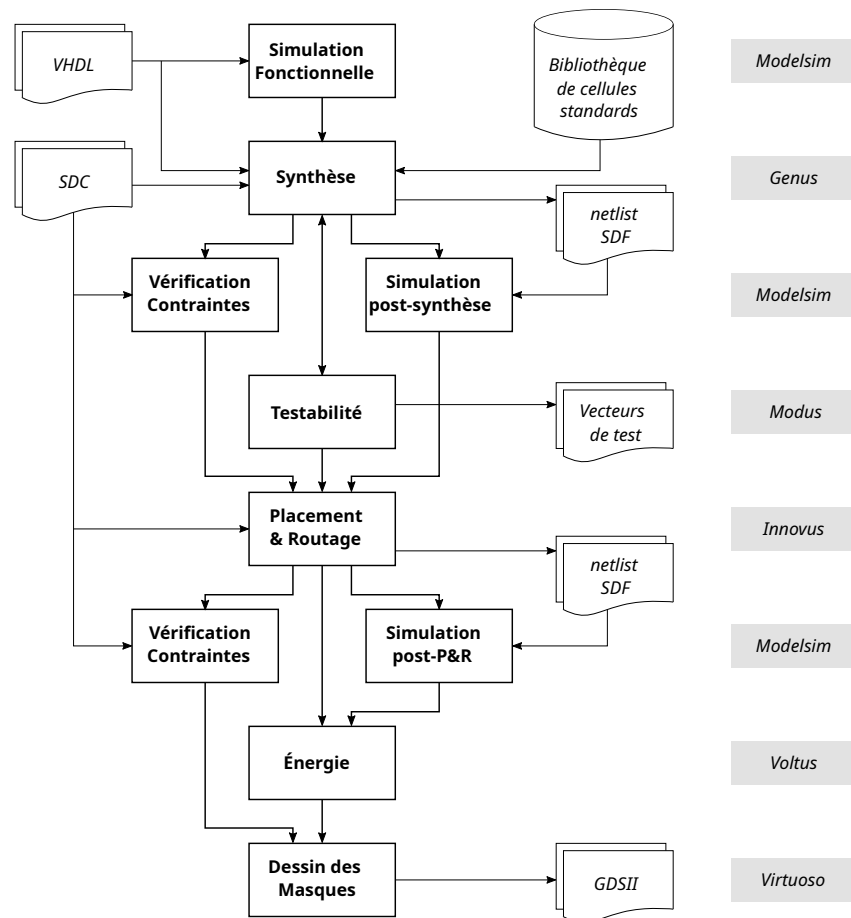 VHDL
Simulation
Fonctionnelle
Bibliothèque
de cellules
standards
Modelsim
SDC
Synthèse
Genus
netlist
SDF
Vérification
Contraintes
Simulation
post-synthèse
Modelsim
Testabilité
Vecteurs
de test
Modus
Placement
& Routage
Innovus
netlist
SDF
Vérification
Contraintes
Simulation
post-P&R
Modelsim
Énergie
Voltus
Dessin des
Masques
GDSII
Virtuoso